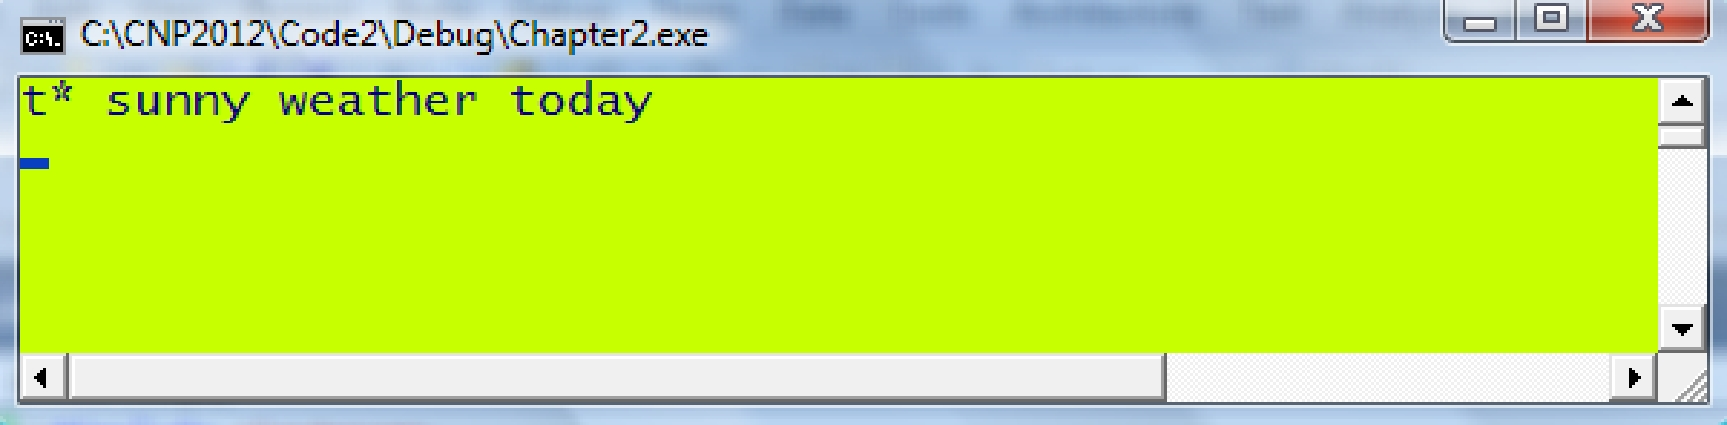 C:\CNP2012\Code2\Debug\Chapter2.exe
t* sunny weather today